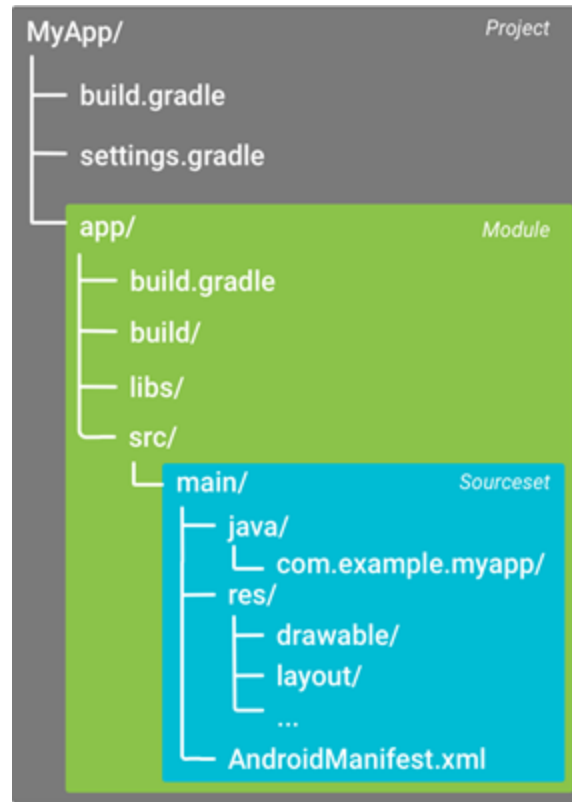 MyApp/ Project
build.gradle
settings.gradle
app/ Module
build.gradle
build/
libs/
src/
main/ Sourceset
java/
com.example.myapp/
res/
drawable/
layout/
...
AndroidManifest.xml